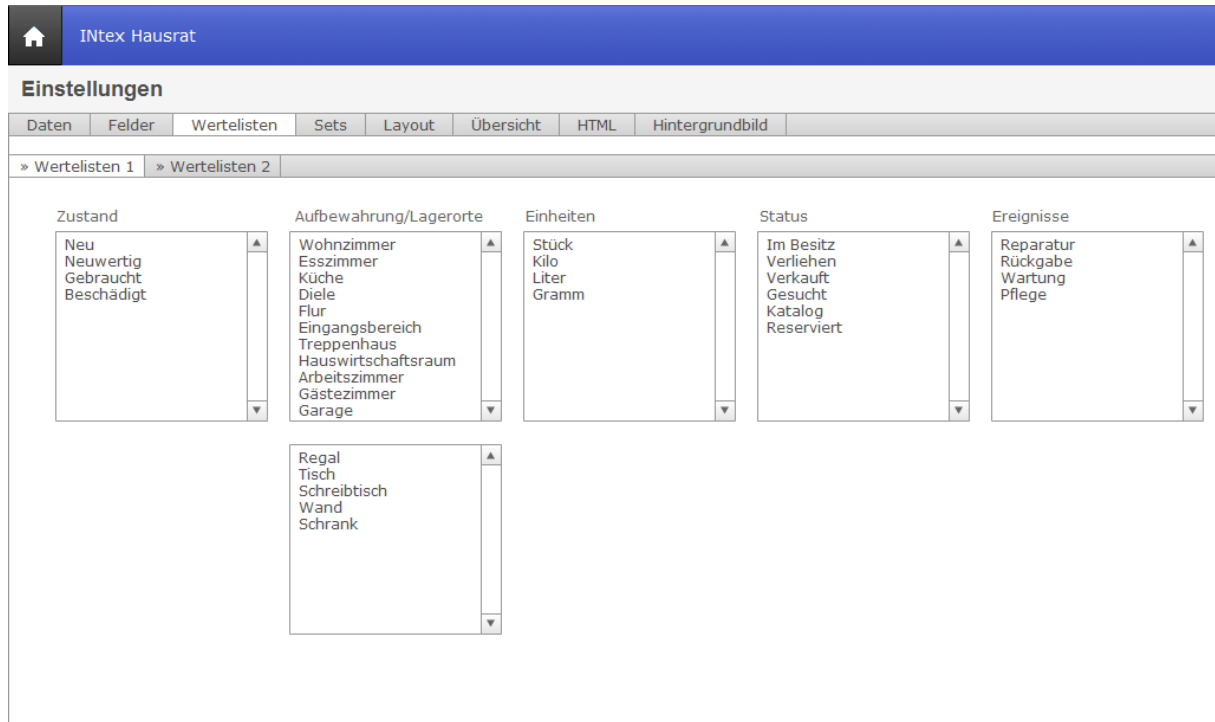 INtex Hausrat
Einstellungen
Daten Felder Wertelisten Sets Layout Übersicht HTML Hintergrundbild
» Wertelisten 1 » Wertelisten 2
Zustand
Neu
Neuwertig
Gebraucht
Beschädigt
Aufbewahrung/Lagerorte
Wohnzimmer
Esszimmer
Küche
Diele
Flur
Eingangsbereich
Treppenhaus
Hauswirtschaftsraum
Arbeitszimmer
Gästezimmer
Garage
Regal
Tisch
Schreibtisch
Wand
Schrank
Einheiten
Stück
Kilo
Liter
Gramm
Status
Im Besitz
Verliehen
Verkauft
Gesucht
Katalog
Reserviert
Ereignisse
Reparatur
Rückgabe
Wartung
Pflege